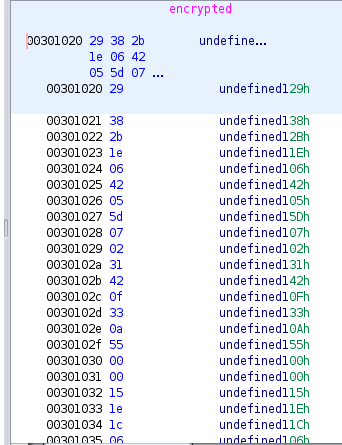 encrypted
00301020 29 38 2b undefine...
1e 06 42
05 5d 07 ...
00301020 29 undefined129h
00301021 38 undefined138h
00301022 2b undefined12Bh
00301023 1e undefined11Eh
00301024 06 undefined106h
00301025 42 undefined142h
00301026 05 undefined105h
00301027 5d undefined15Dh
00301028 07 undefined107h
00301029 02 undefined102h
0030102a 31 undefined131h
0030102b 42 undefined142h
0030102c 0f undefined10Fh
0030102d 33 undefined133h
0030102e 0a undefined10Ah
0030102f 55 undefined155h
00301030 00 undefined100h
00301031 00 undefined100h
00301032 15 undefined115h
00301033 1e undefined11Eh
00301034 1c undefined11Ch
00301035 06 undefined106h